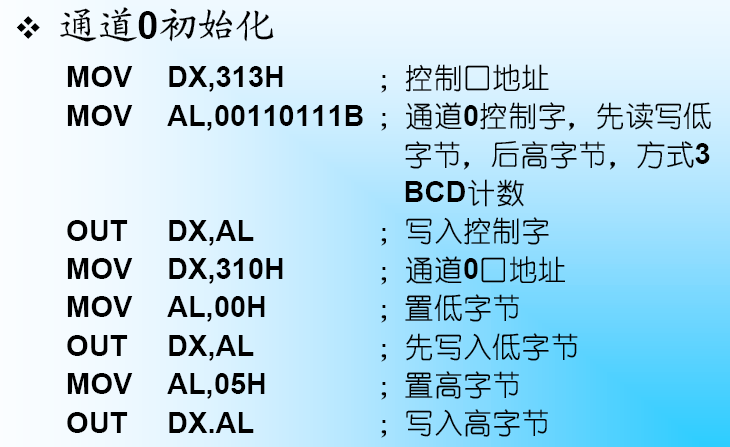 ❖ 通道0初始化
MOV DX,313H ; 控制口地址
MOV AL,00110111B ; 通道0控制字，先读写低
字节，后高字节，方式3
BCD计数
OUT DX,AL ; 写入控制字
MOV DX,310H ; 通道0口地址
MOV AL,00H ; 置低字节
OUT DX,AL ; 先写入低字节
MOV AL,05H ; 置高字节
OUT DX.AL ; 写入高字节